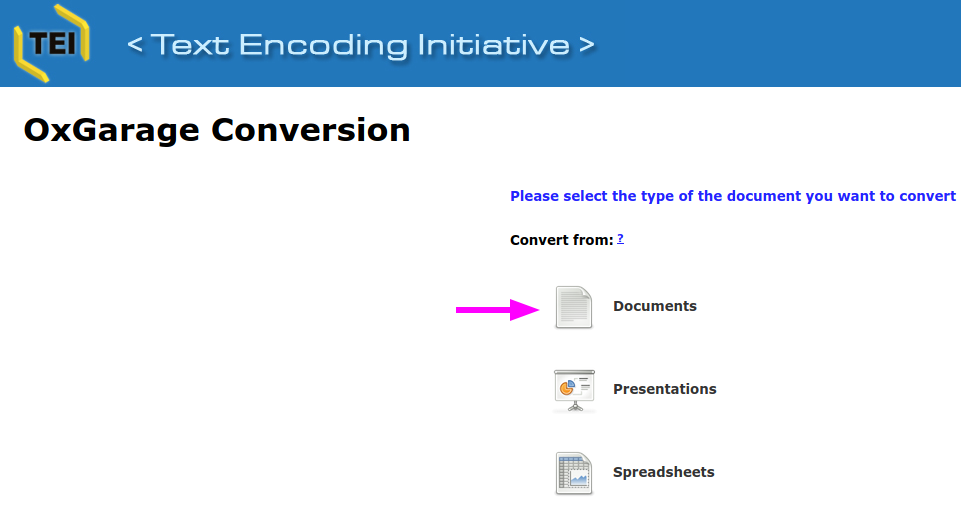 TEI
< Text Encoding Initiative >
OxGarage Conversion
Please select the type of the document you want to convert
Convert from: ?
Documents
Presentations
Spreadsheets